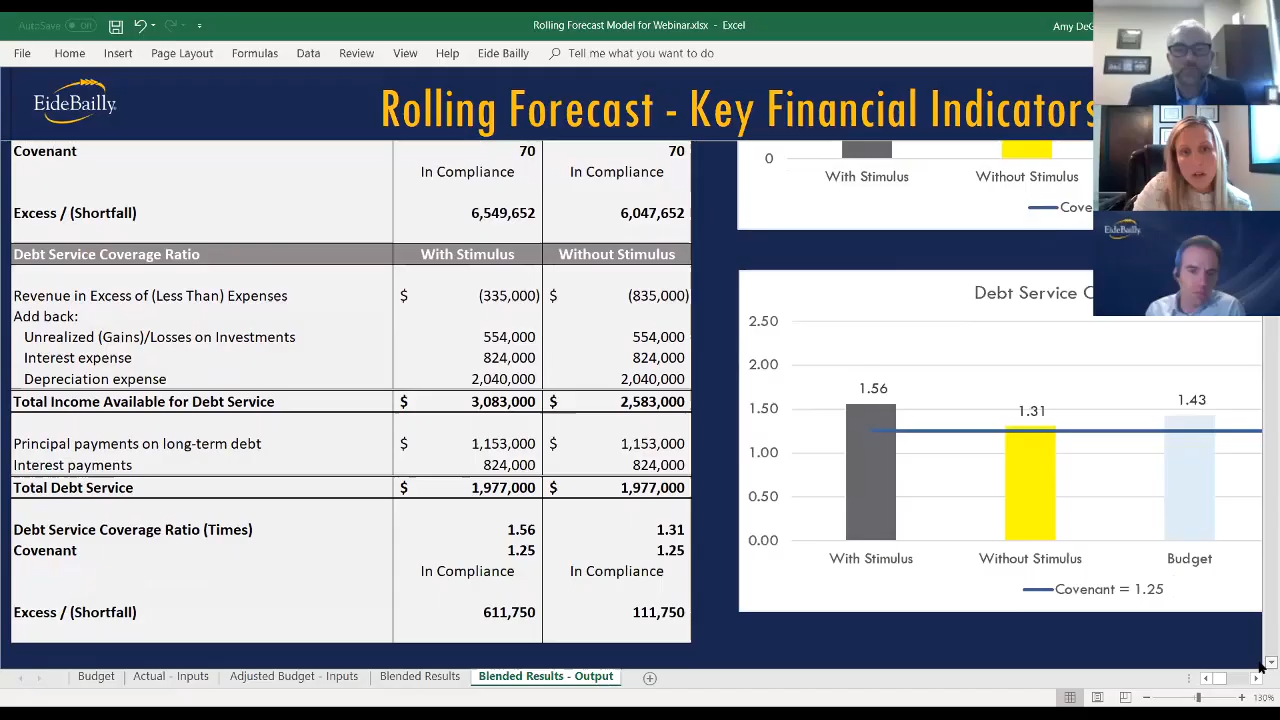 AutoSave Off
Rolling Forecast Model for Webinar.xlsx - Excel
Amy DeG
File Home Insert Page Layout Formulas Data Review View Help Eide Bailly Tell me what you want to do
EideBailly
Rolling Forecast - Key Financial Indicators
Covenant 70 70
In Compliance In Compliance
Excess / (Shortfall) 6,549,652 6,047,652
Debt Service Coverage Ratio With Stimulus Without Stimulus
Revenue in Excess of (Less Than) Expenses $ (335,000) $ (835,000)
Add back:
Unrealized (Gains)/Losses on Investments 554,000 554,000
Interest expense 824,000 824,000
Depreciation expense 2,040,000 2,040,000
Total Income Available for Debt Service $ 3,083,000 $ 2,583,000
Principal payments on long-term debt $ 1,153,000 $ 1,153,000
Interest payments 824,000 824,000
Total Debt Service $ 1,977,000 $ 1,977,000
Debt Service Coverage Ratio (Times) 1.56 1.31
Covenant 1.25 1.25
In Compliance In Compliance
Excess / (Shortfall) 611,750 111,750
0
With Stimulus Without Stimulus
Cove
EideBailly
Debt Service C
2.50
2.00
1.50
1.00
0.50
0.00
1.56
1.31
1.43
With Stimulus Without Stimulus Budget
Covenant = 1.25
Budget Actual - Inputs Adjusted Budget - Inputs Blended Results Blended Results - Output
130%